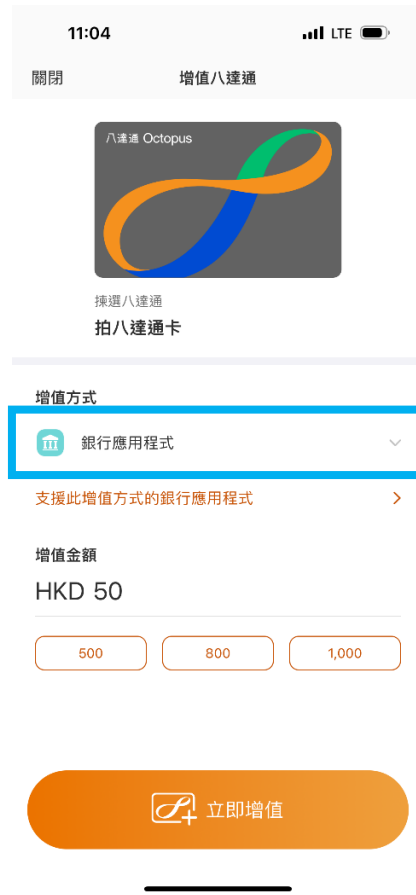 11:04 LTE
關閉 增值八達通
八達通 Octopus
揀選八達通
拍八達通卡
增值方式
銀行應用程式
支援此增值方式的銀行應用程式
增值金額
HKD 50
500 800 1,000
立即增值